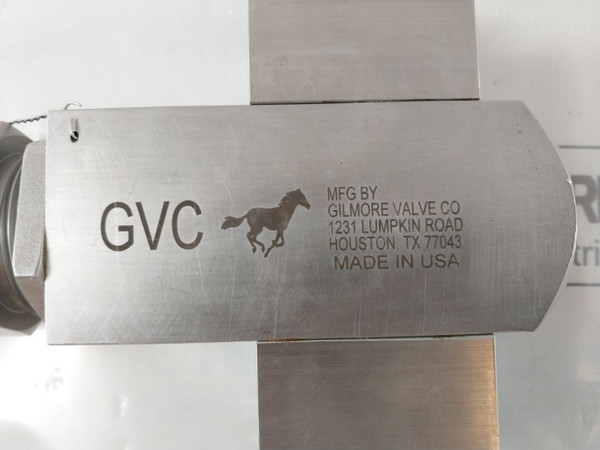 GVC
MFG BY
GILMORE VALVE CO
1231 LUMPKIN ROAD
HOUSTON, TX 77043
MADE IN USA